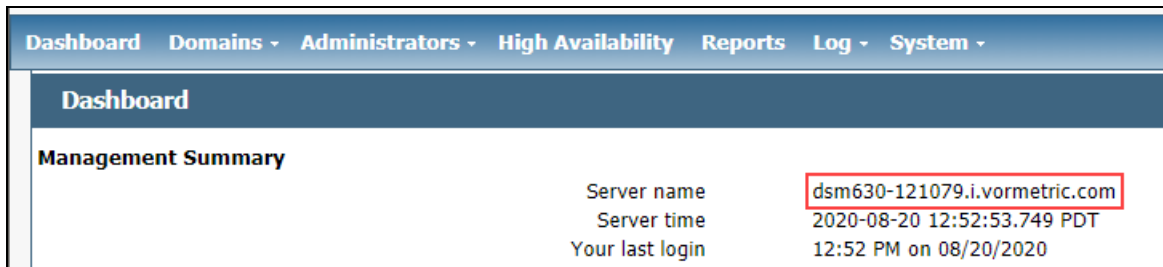 Dashboard Domains - Administrators - High Availability Reports Log - System -
Dashboard
Management Summary
Server name dsm630-121079.i.vormetric.com
Server time 2020-08-20 12:52:53.749 PDT
Your last login 12:52 PM on 08/20/2020